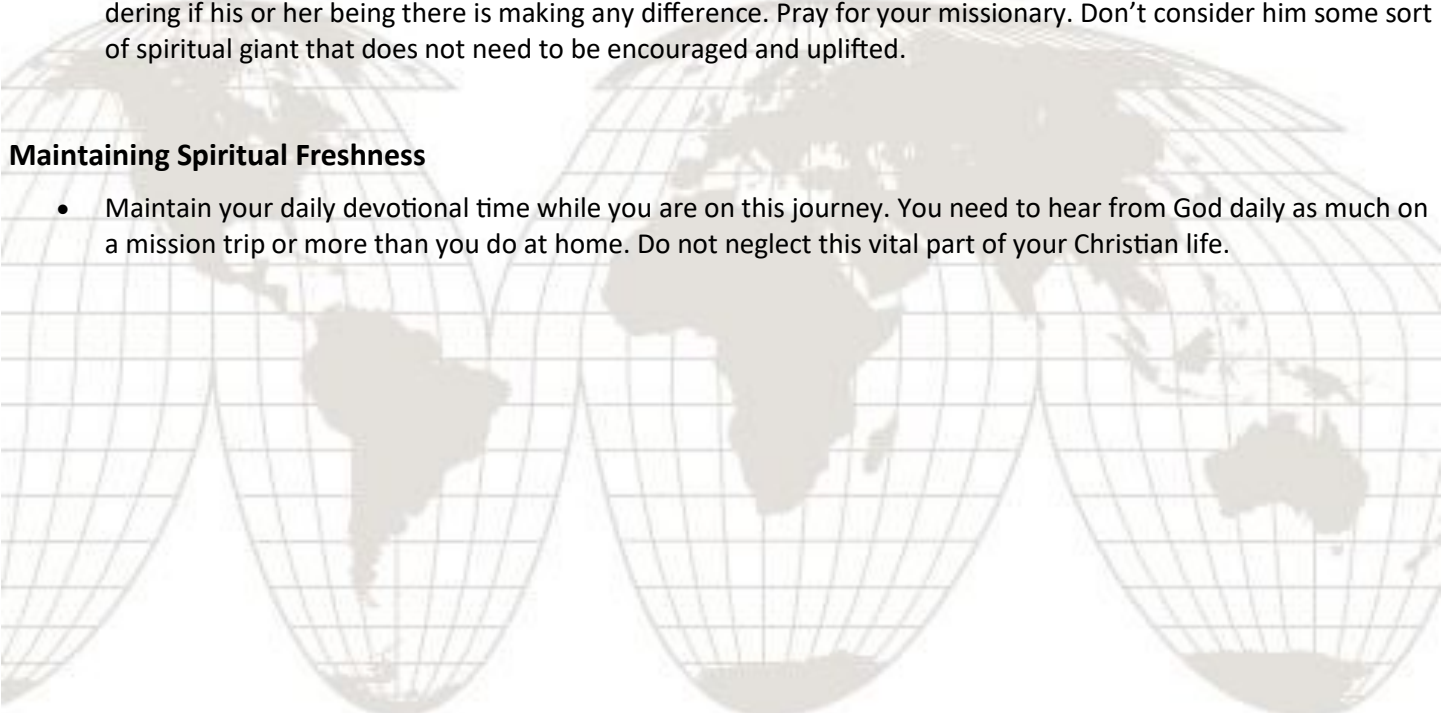 dering if his or her being there is making any difference. Pray for your missionary. Don’t consider him some sort
of spiritual giant that does not need to be encouraged and uplifted.
Maintaining Spiritual Freshness
• Maintain your daily devotional time while you are on this journey. You need to hear from God daily as much on
a mission trip or more than you do at home. Do not neglect this vital part of your Christian life.